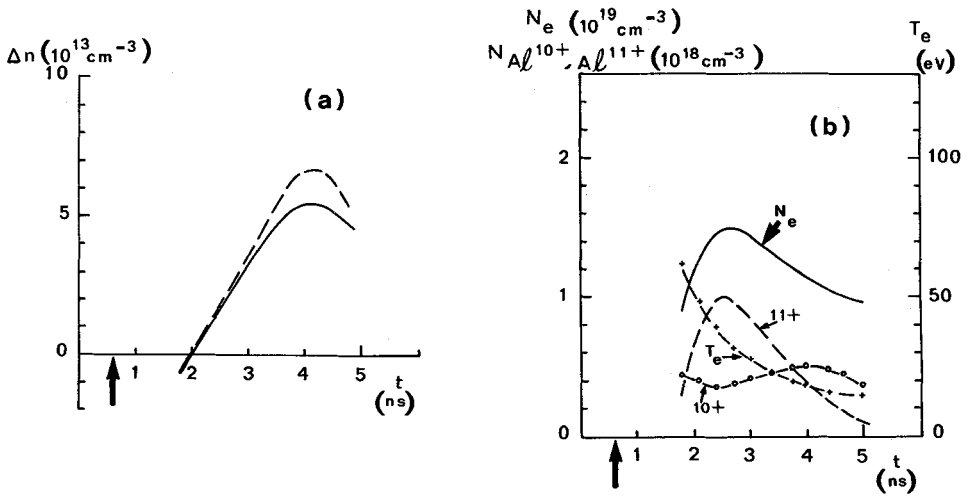 Δn (10¹³ cm⁻³)
10
5
0
(a)
1
2
3
4
5
t
(ns)
Nₑ (10¹⁹ cm⁻³)
N Aℓ¹⁰⁺, Aℓ¹¹⁺ (10¹⁸ cm⁻³)
Tₑ
(eV)
(b)
2
1
0
100
50
0
Nₑ
11+
Tₑ
10+
1
2
3
4
5
t
(ns)